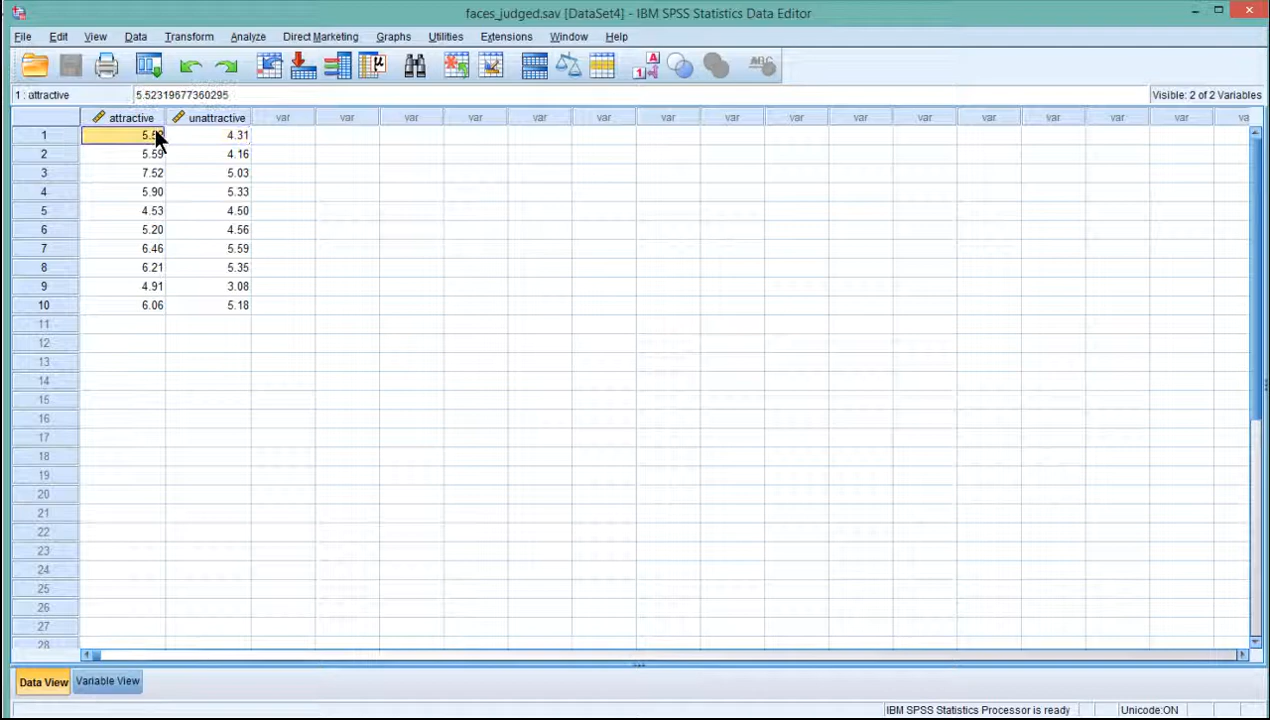 faces_judged.sav [DataSet4] - IBM SPSS Statistics Data Editor
File Edit View Data Transform Analyze Direct Marketing Graphs Utilities Extensions Window Help
1 : attractive 5.52319677360295 Visible: 2 of 2 Variables
attractive unattractive var var var var var var var var var var var var var var var va
1 5.52 4.31
2 5.59 4.16
3 7.52 5.03
4 5.90 5.33
5 4.53 4.50
6 5.20 4.56
7 6.46 5.59
8 6.21 5.35
9 4.91 3.08
10 6.06 5.18
11
12
13
14
15
16
17
18
19
20
21
22
23
24
25
26
27
28
Data View Variable View
IBM SPSS Statistics Processor is ready Unicode:ON